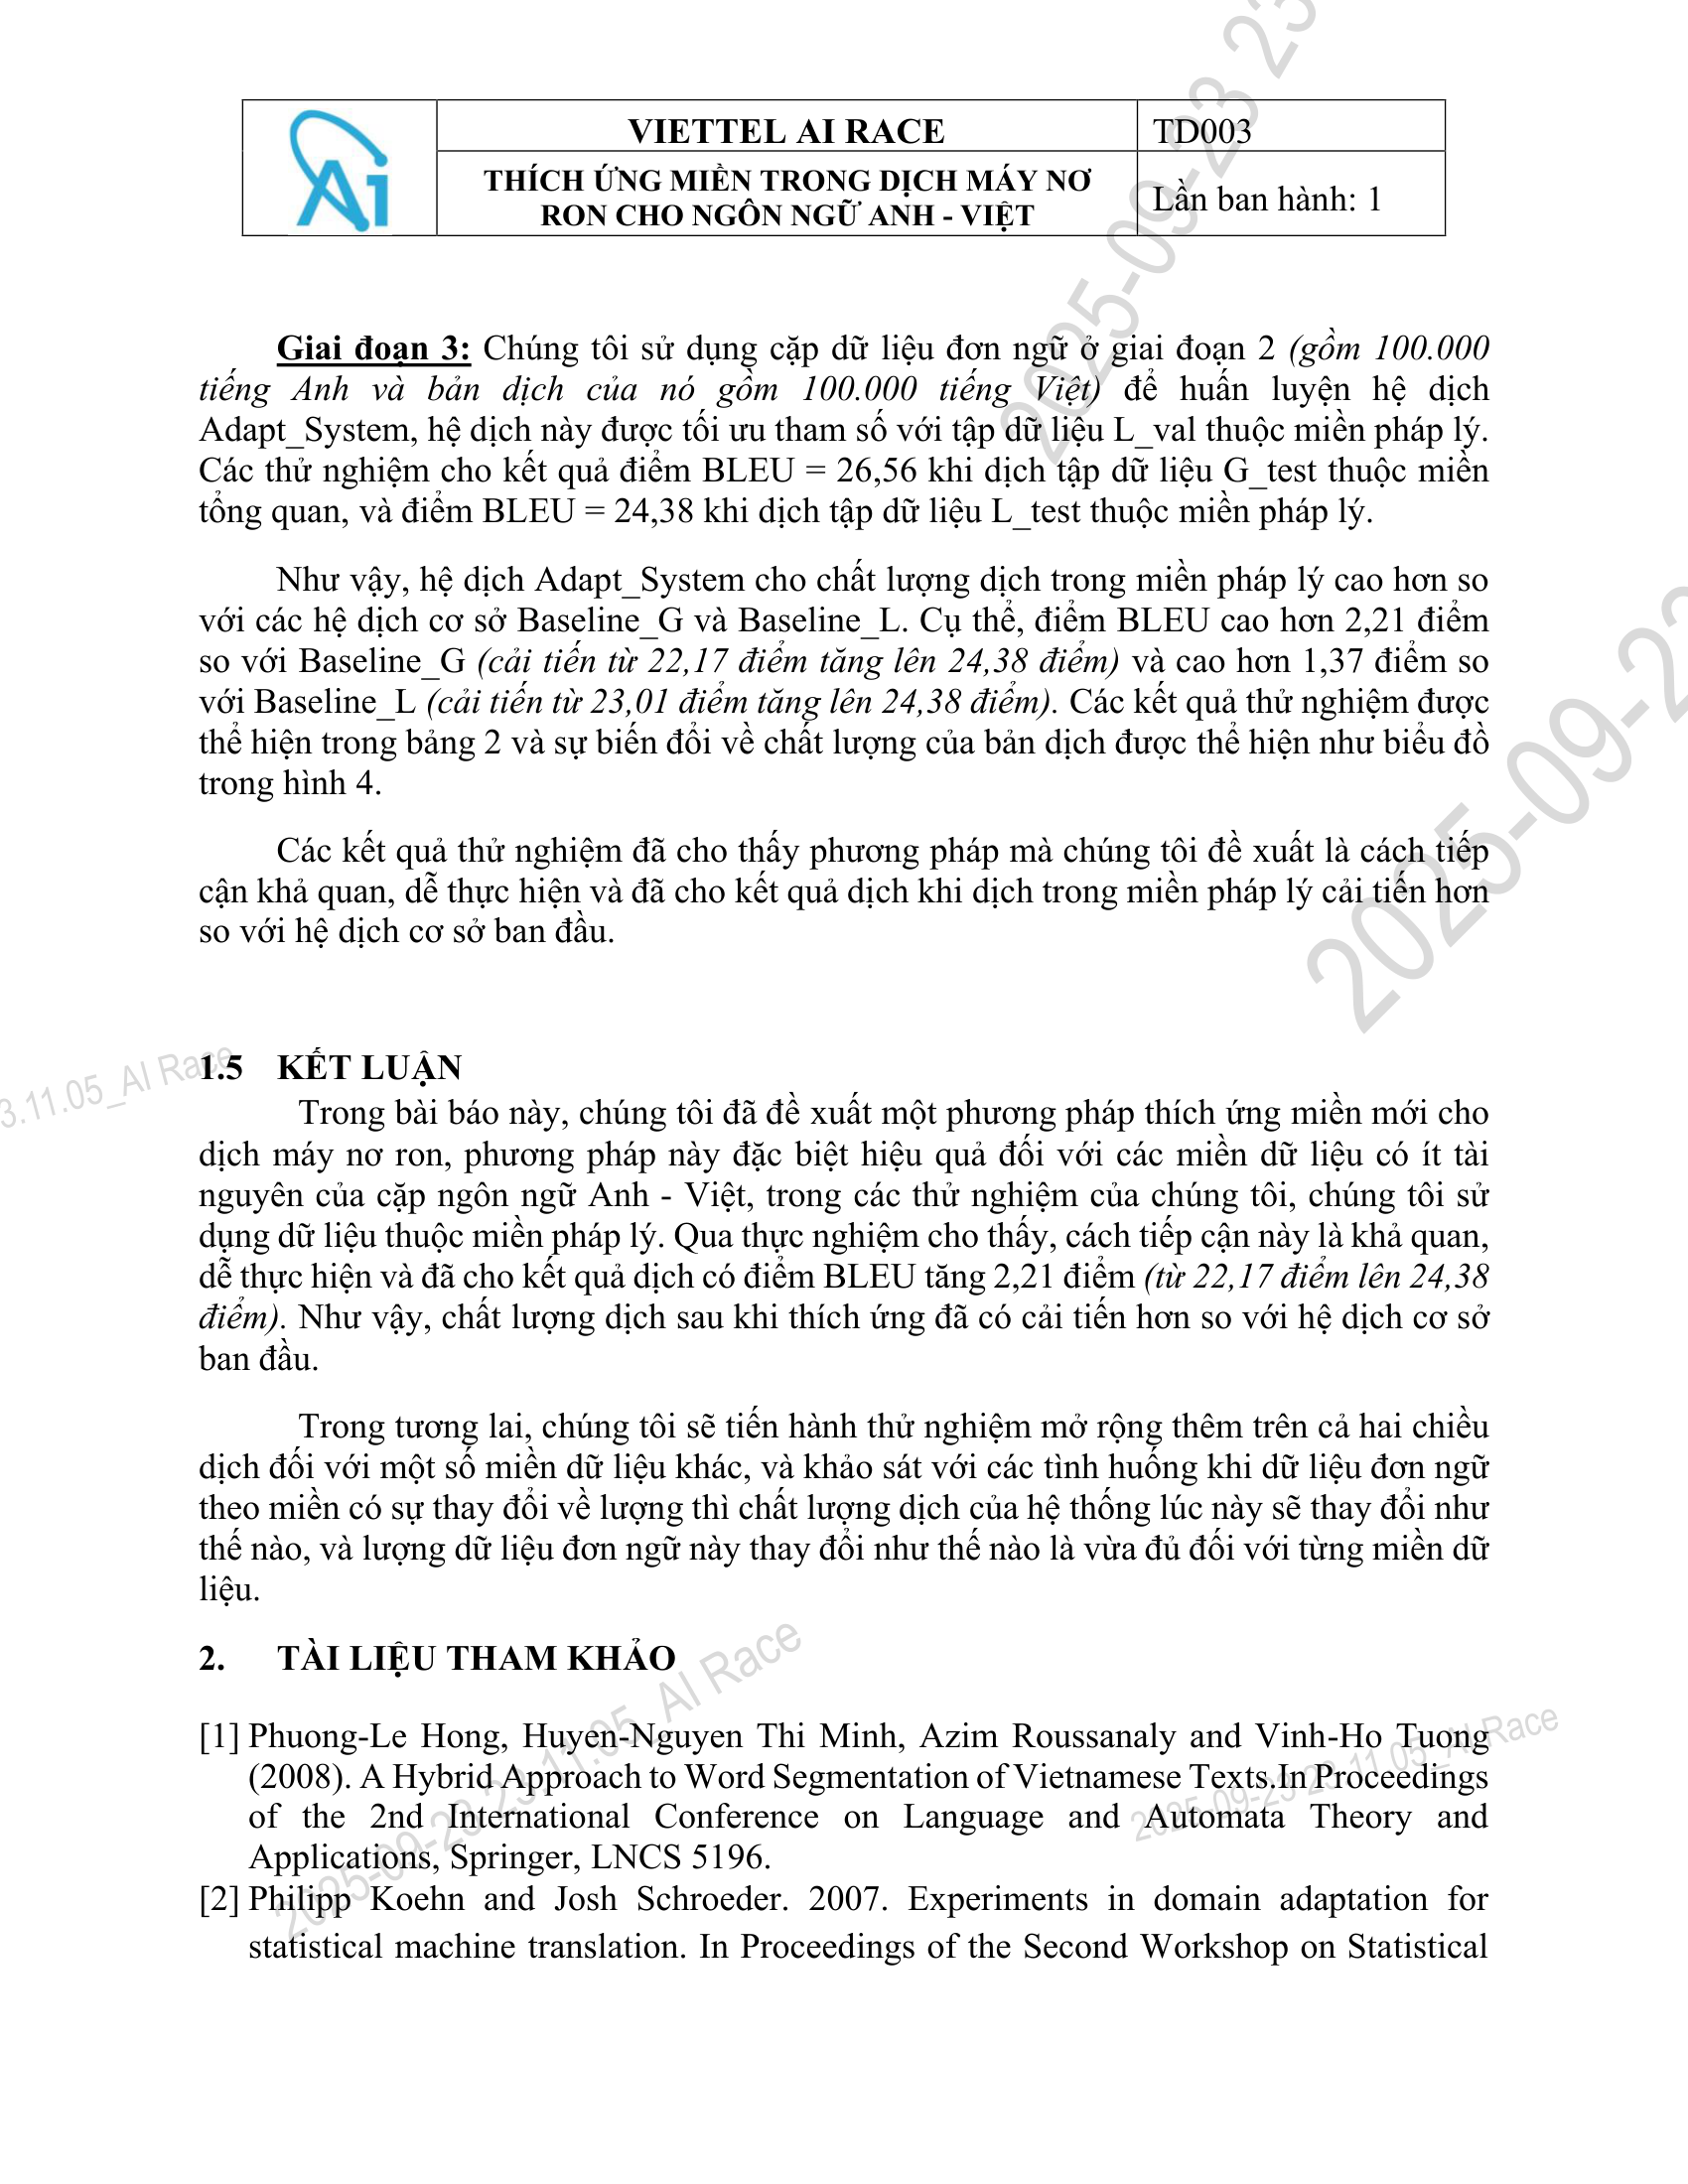 Ai
VIETTEL AI RACE
TD003
THÍCH ỨNG MIỀN TRONG DỊCH MÁY NƠ
RON CHO NGÔN NGỮ ANH - VIỆT
Lần ban hành: 1
Giai đoạn 3: Chúng tôi sử dụng cặp dữ liệu đơn ngữ ở giai đoạn 2 (gồm 100.000
tiếng Anh và bản dịch của nó gồm 100.000 tiếng Việt) để huấn luyện hệ dịch
Adapt_System, hệ dịch này được tối ưu tham số với tập dữ liệu L_val thuộc miền pháp lý.
Các thử nghiệm cho kết quả điểm BLEU = 26,56 khi dịch tập dữ liệu G_test thuộc miền
tổng quan, và điểm BLEU = 24,38 khi dịch tập dữ liệu L_test thuộc miền pháp lý.
Như vậy, hệ dịch Adapt_System cho chất lượng dịch trong miền pháp lý cao hơn so
với các hệ dịch cơ sở Baseline_G và Baseline_L. Cụ thể, điểm BLEU cao hơn 2,21 điểm
so với Baseline_G (cải tiến từ 22,17 điểm tăng lên 24,38 điểm) và cao hơn 1,37 điểm so
với Baseline_L (cải tiến từ 23,01 điểm tăng lên 24,38 điểm). Các kết quả thử nghiệm được
thể hiện trong bảng 2 và sự biến đổi về chất lượng của bản dịch được thể hiện như biểu đồ
trong hình 4.
Các kết quả thử nghiệm đã cho thấy phương pháp mà chúng tôi đề xuất là cách tiếp
cận khả quan, dễ thực hiện và đã cho kết quả dịch khi dịch trong miền pháp lý cải tiến hơn
so với hệ dịch cơ sở ban đầu.
1.5 KẾT LUẬN
Trong bài báo này, chúng tôi đã đề xuất một phương pháp thích ứng miền mới cho
dịch máy nơ ron, phương pháp này đặc biệt hiệu quả đối với các miền dữ liệu có ít tài
nguyên của cặp ngôn ngữ Anh - Việt, trong các thử nghiệm của chúng tôi, chúng tôi sử
dụng dữ liệu thuộc miền pháp lý. Qua thực nghiệm cho thấy, cách tiếp cận này là khả quan,
dễ thực hiện và đã cho kết quả dịch có điểm BLEU tăng 2,21 điểm (từ 22,17 điểm lên 24,38
điểm). Như vậy, chất lượng dịch sau khi thích ứng đã có cải tiến hơn so với hệ dịch cơ sở
ban đầu.
Trong tương lai, chúng tôi sẽ tiến hành thử nghiệm mở rộng thêm trên cả hai chiều
dịch đối với một số miền dữ liệu khác, và khảo sát với các tình huống khi dữ liệu đơn ngữ
theo miền có sự thay đổi về lượng thì chất lượng dịch của hệ thống lúc này sẽ thay đổi như
thế nào, và lượng dữ liệu đơn ngữ này thay đổi như thế nào là vừa đủ đối với từng miền dữ
liệu.
2. TÀI LIỆU THAM KHẢO
[1] Phuong-Le Hong, Huyen-Nguyen Thi Minh, Azim Roussanaly and Vinh-Ho Tuong
(2008). A Hybrid Approach to Word Segmentation of Vietnamese Texts.In Proceedings
of the 2nd International Conference on Language and Automata Theory and
Applications, Springer, LNCS 5196.
[2] Philipp Koehn and Josh Schroeder. 2007. Experiments in domain adaptation for
statistical machine translation. In Proceedings of the Second Workshop on Statistical
2025-09-23 23
2025-09-23
3.11.05_AI Race
2025-09-23 23.11.05_AI Race
2025-09-23 23.11.05_AI Race